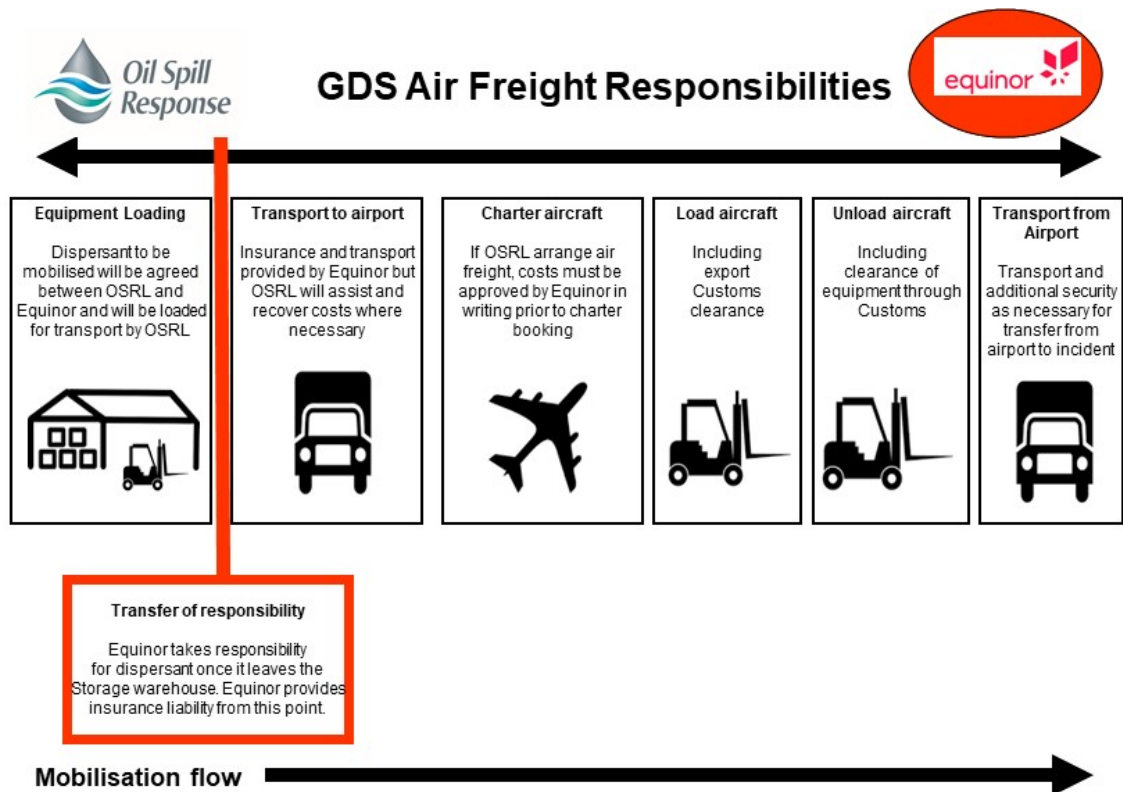 Oil Spill
Response
GDS Air Freight Responsibilities
equinor
Equipment Loading
Dispersant to be
mobilised will be agreed
between OSRL and
Equinor and will be loaded
for transport by OSRL
Transport to airport
Insurance and transport
provided by Equinor but
OSRL will assist and
recover costs where
necessary
Charter aircraft
If OSRL arrange air
freight, costs must be
approved by Equinor in
writing prior to charter
booking
Load aircraft
Including
export
Customs
clearance
Unload aircraft
Including
clearance of
equipment through
Customs
Transport from
Airport
Transport and
additional security
as necessary for
transfer from
airport to incident
Transfer of responsibility
Equinor takes responsibility
for dispersant once it leaves the
Storage warehouse. Equinor provides
insurance liability from this point.
Mobilisation flow